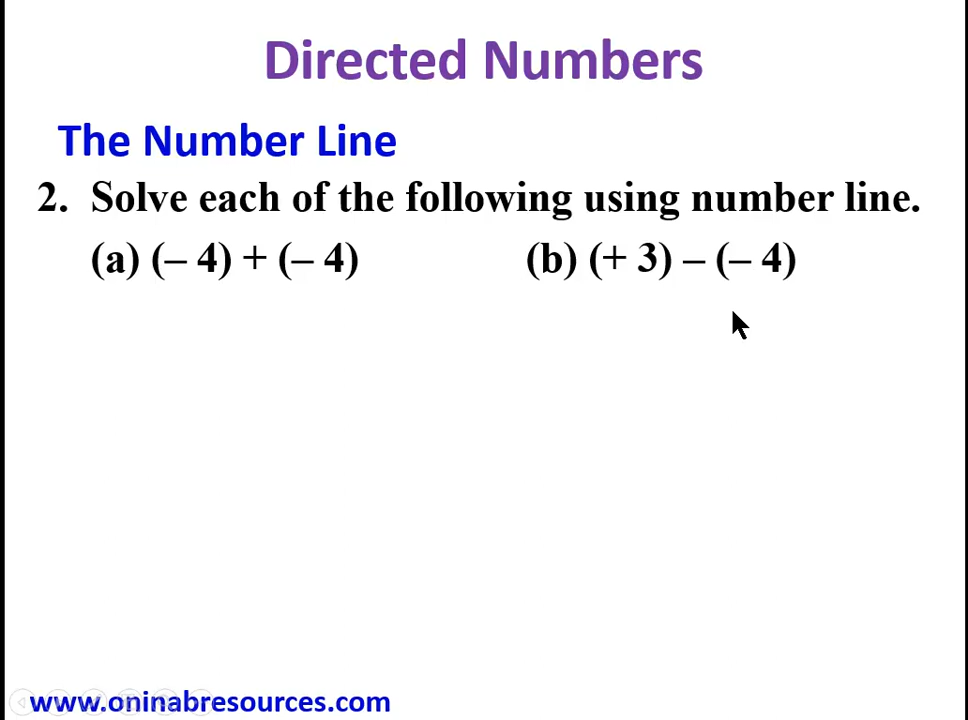 Directed Numbers
The Number Line
2. Solve each of the following using number line.
(a) (– 4) + (– 4) (b) (+ 3) – (– 4)
www.onimabresources.com